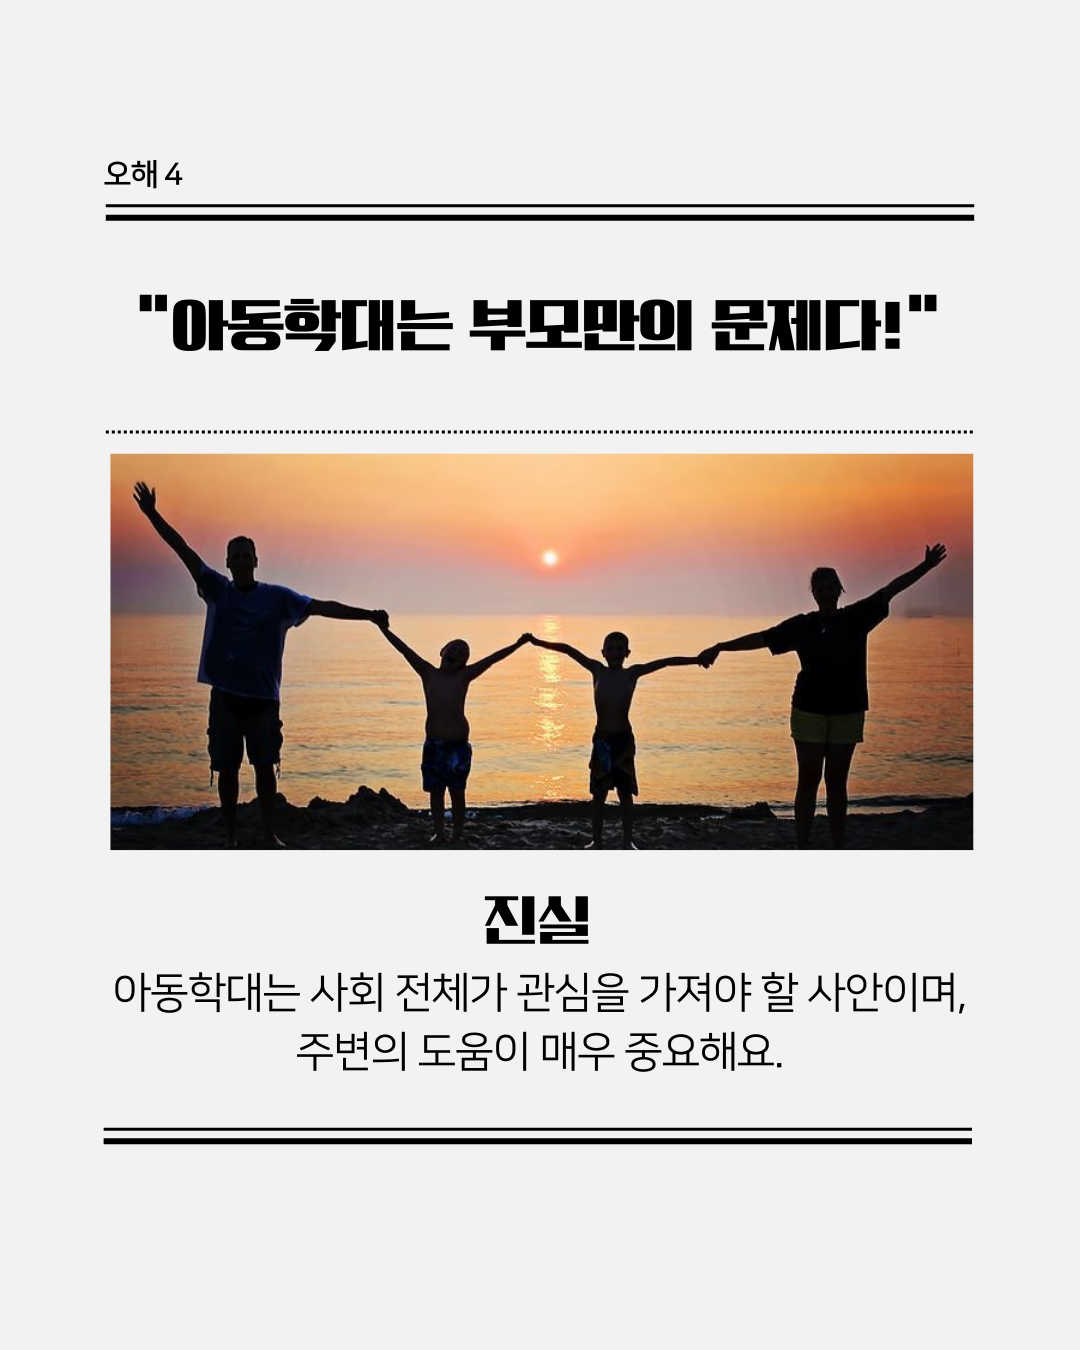 오해 4
"아동학대는 부모만의 문제다!"
진실
아동학대는 사회 전체가 관심을 가져야 할 사안이며,
주변의 도움이 매우 중요해요.